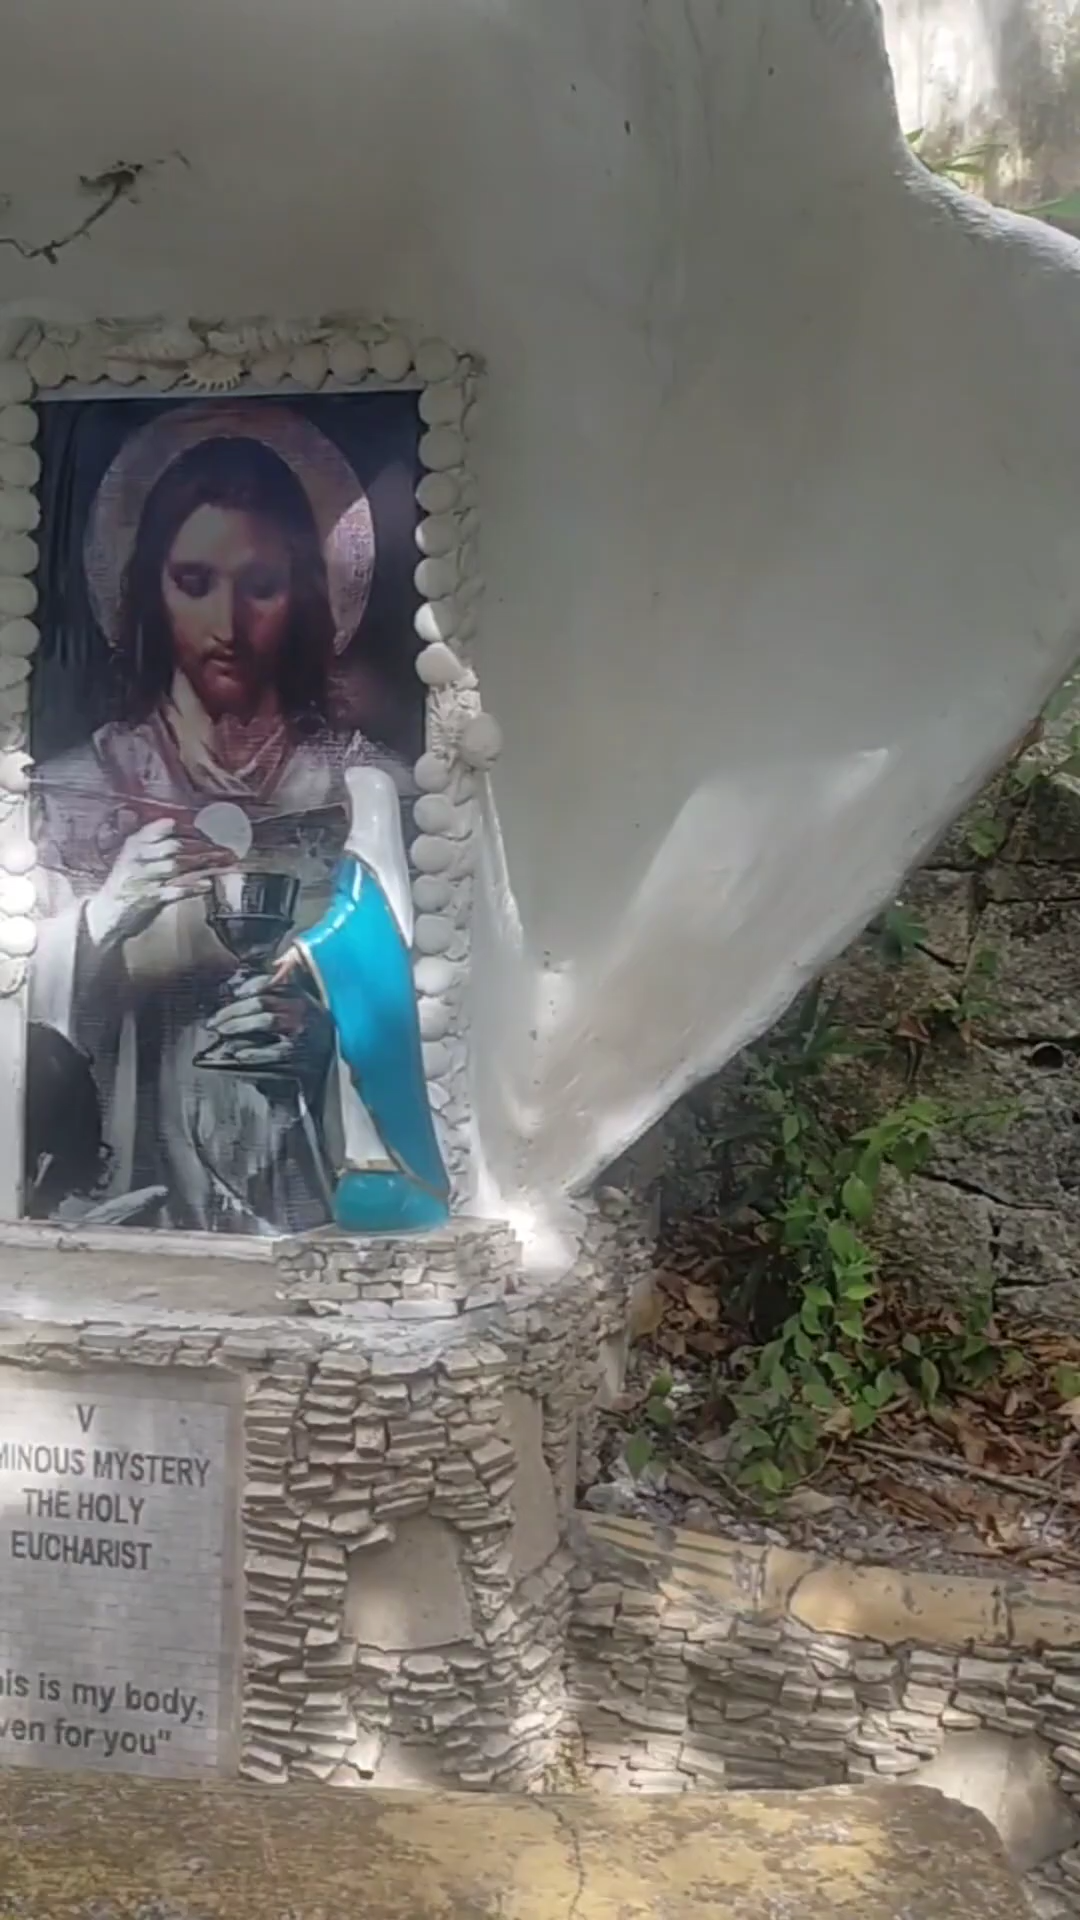 V
MINOUS MYSTERY
THE HOLY
EUCHARIST
is is my body,
ven for you"